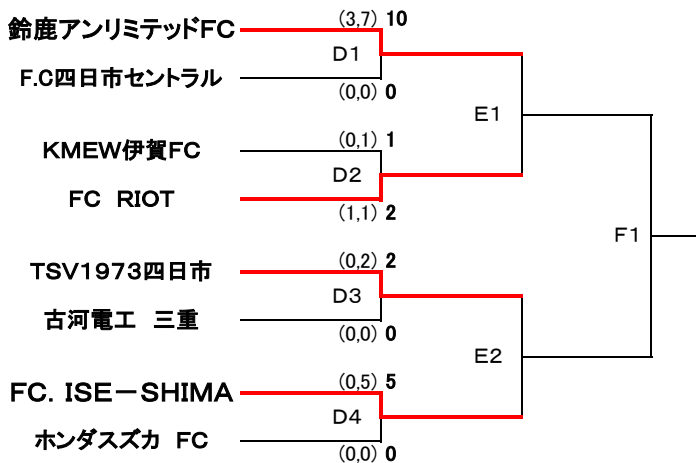 鈴鹿アンリミテッドFC
(3,7) 10
D1
F.C四日市セントラル
(0,0) 0
E1
KMEW伊賀FC
(0,1) 1
D2
FC RIOT
(1,1) 2
F1
TSV1973四日市
(0,2) 2
D3
古河電工 三重
(0,0) 0
E2
FC. ISE－SHIMA
(0,5) 5
D4
ホンダスズカ FC
(0,0) 0